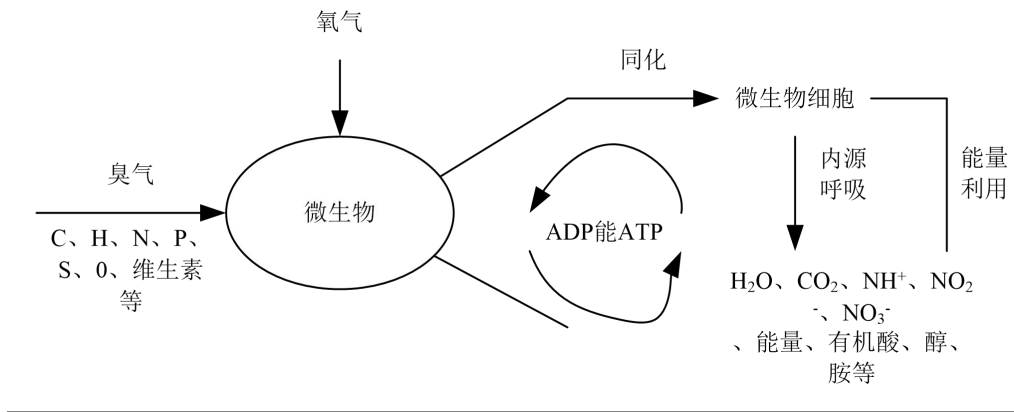 氧气
同化
微生物细胞
臭气
微生物
内源
呼吸
能量
利用
C、H、N、P、
S、0、维生素
等
ADP能ATP
H₂O、CO₂、NH⁺、NO₂
⁻、NO₃⁻
、能量、有机酸、醇、
胺等